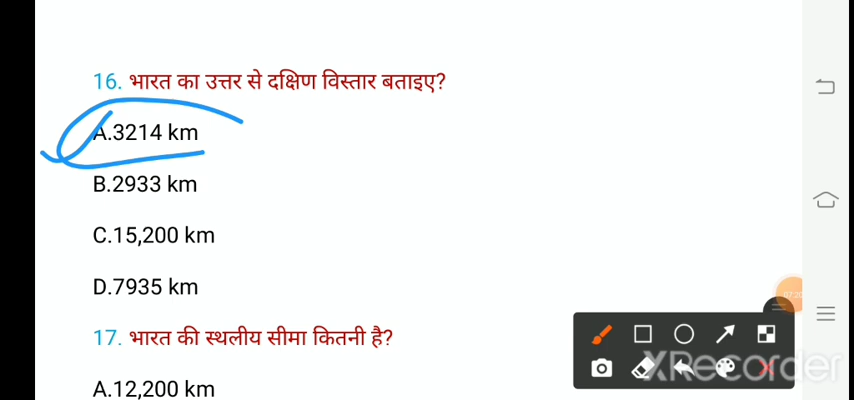 16. भारत का उत्तर से दक्षिण विस्तार बताइए?
A.3214 km
B.2933 km
C.15,200 km
D.7935 km
17. भारत की स्थलीय सीमा कितनी है?
A.12,200 km
XRecorder